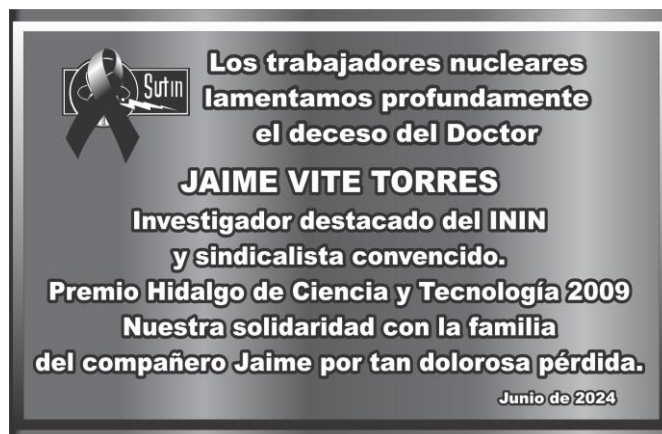 Sutin
Los trabajadores nucleares
lamentamos profundamente
el deceso del Doctor
JAIME VITE TORRES
Investigador destacado del ININ
y sindicalista convencido.
Premio Hidalgo de Ciencia y Tecnología 2009
Nuestra solidaridad con la familia
del compañero Jaime por tan dolorosa pérdida.
Junio de 2024